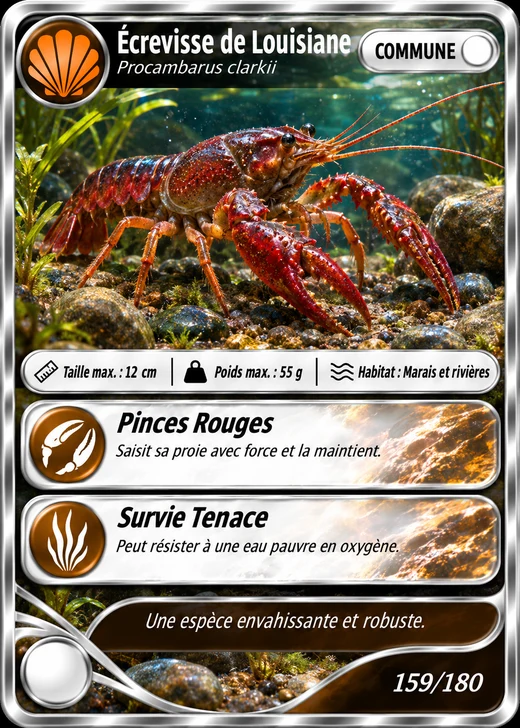 Écrevisse de Louisiane
COMMUNE
Procambarus clarkii
Taille max. : 12 cm
Poids max. : 55 g
Habitat : Marais et rivières
Pinces Rouges
Saisit sa proie avec force et la maintient.
Survie Tenace
Peut résister à une eau pauvre en oxygène.
Une espèce envahissante et robuste.
159/180